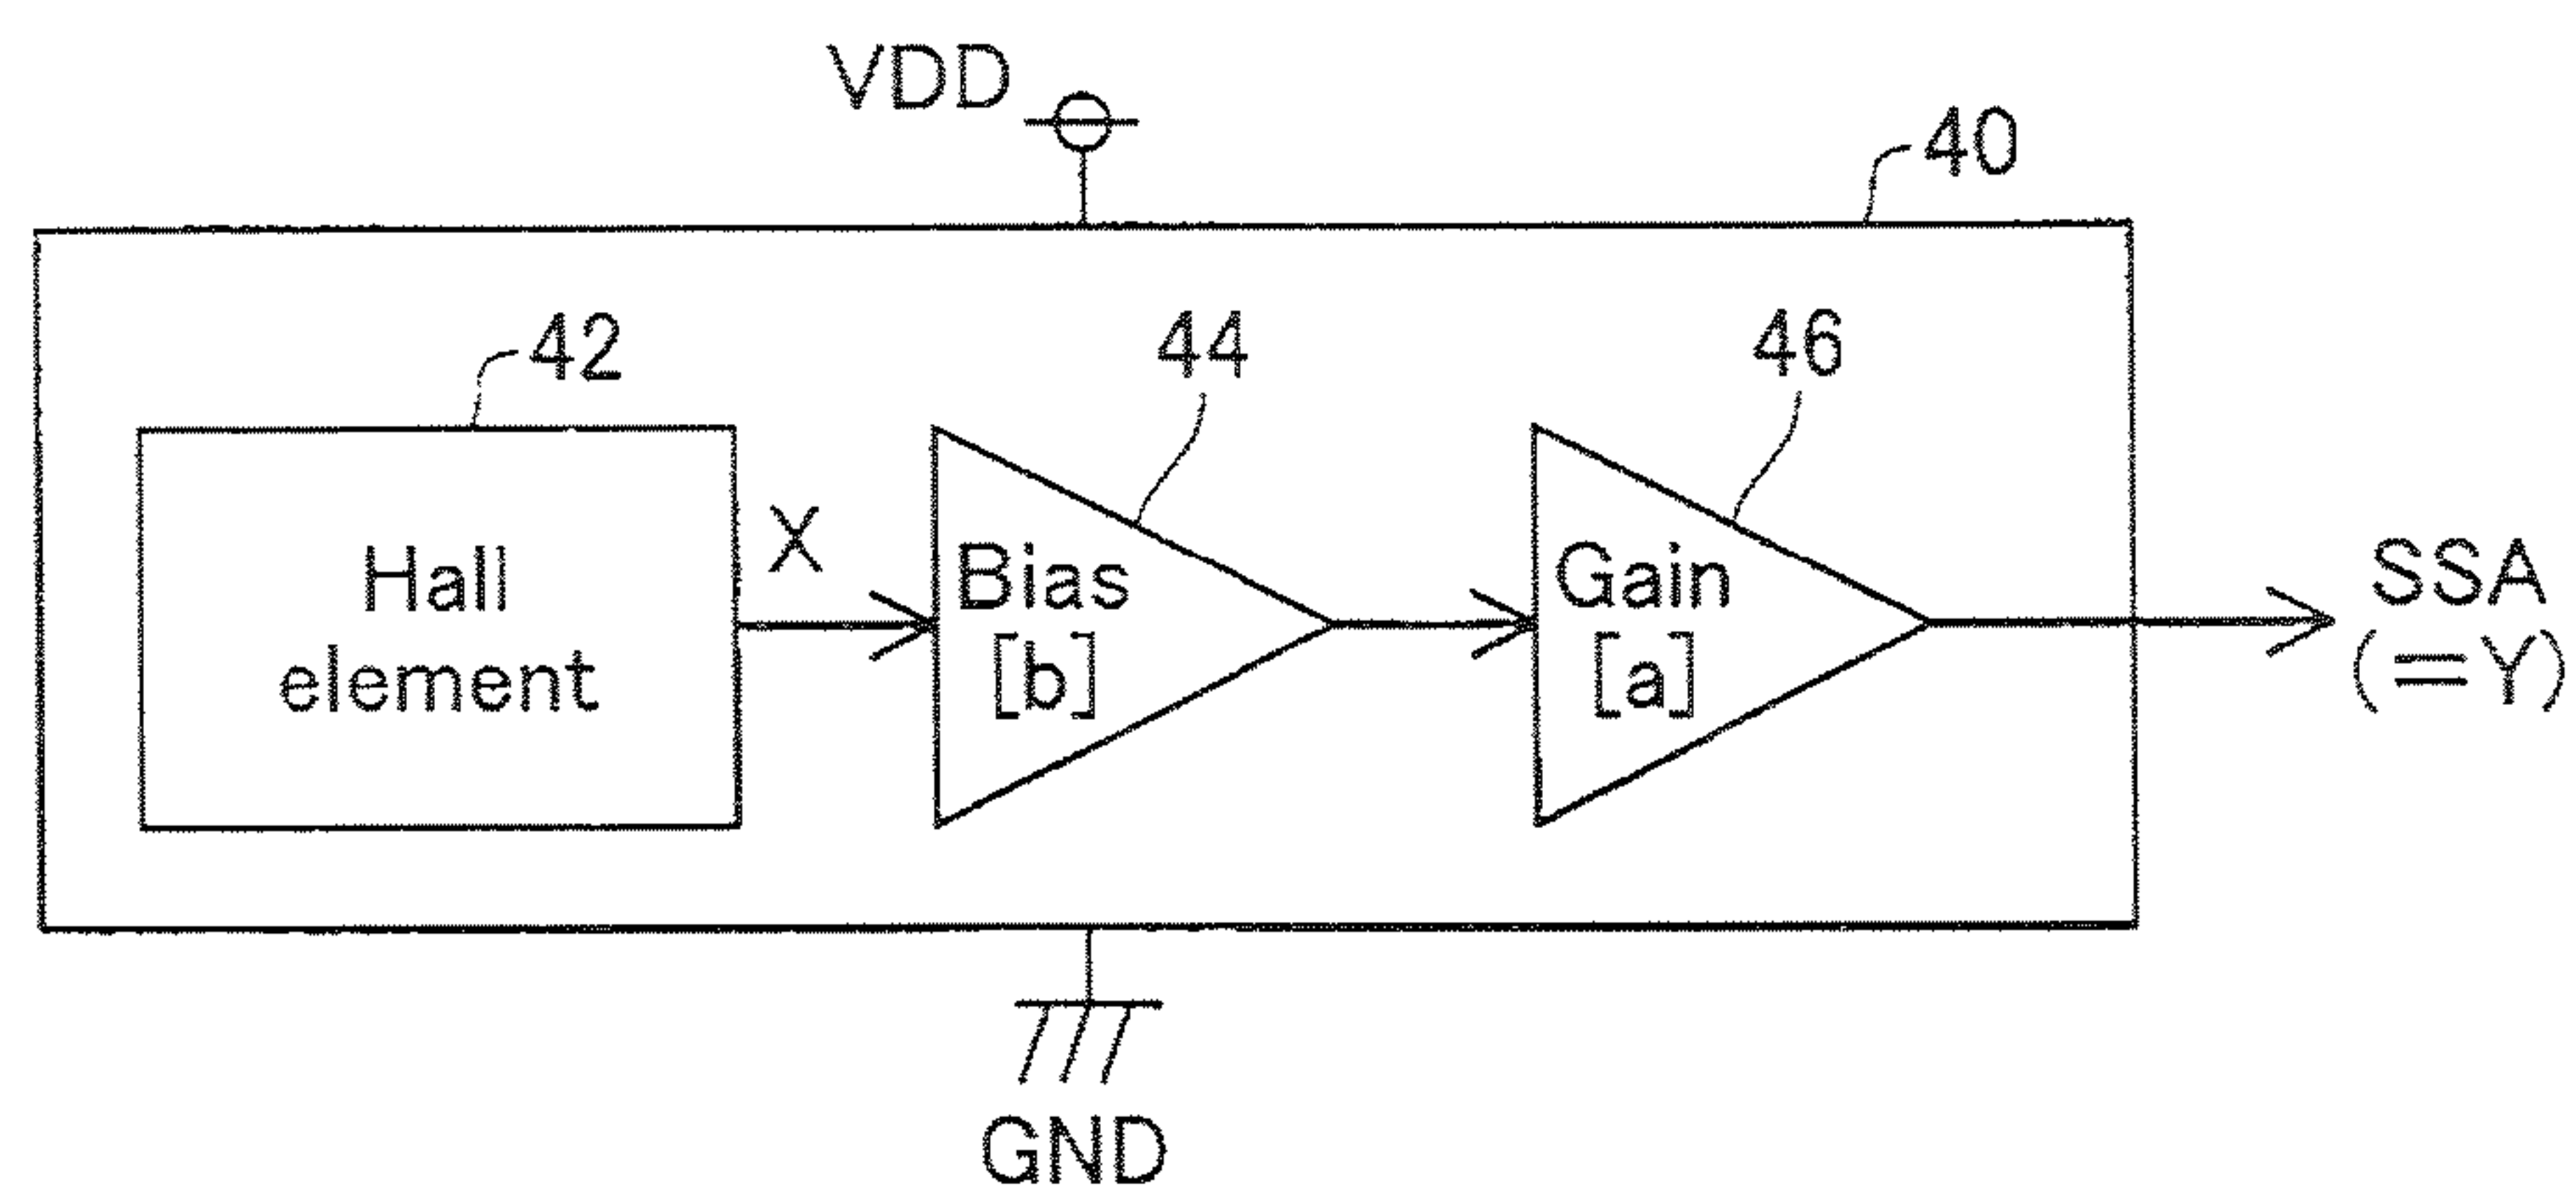 VDD
40
42
44
46
X
Hall
element
Bias
[b]
Gain
[a]
SSA
(=Y)
GND